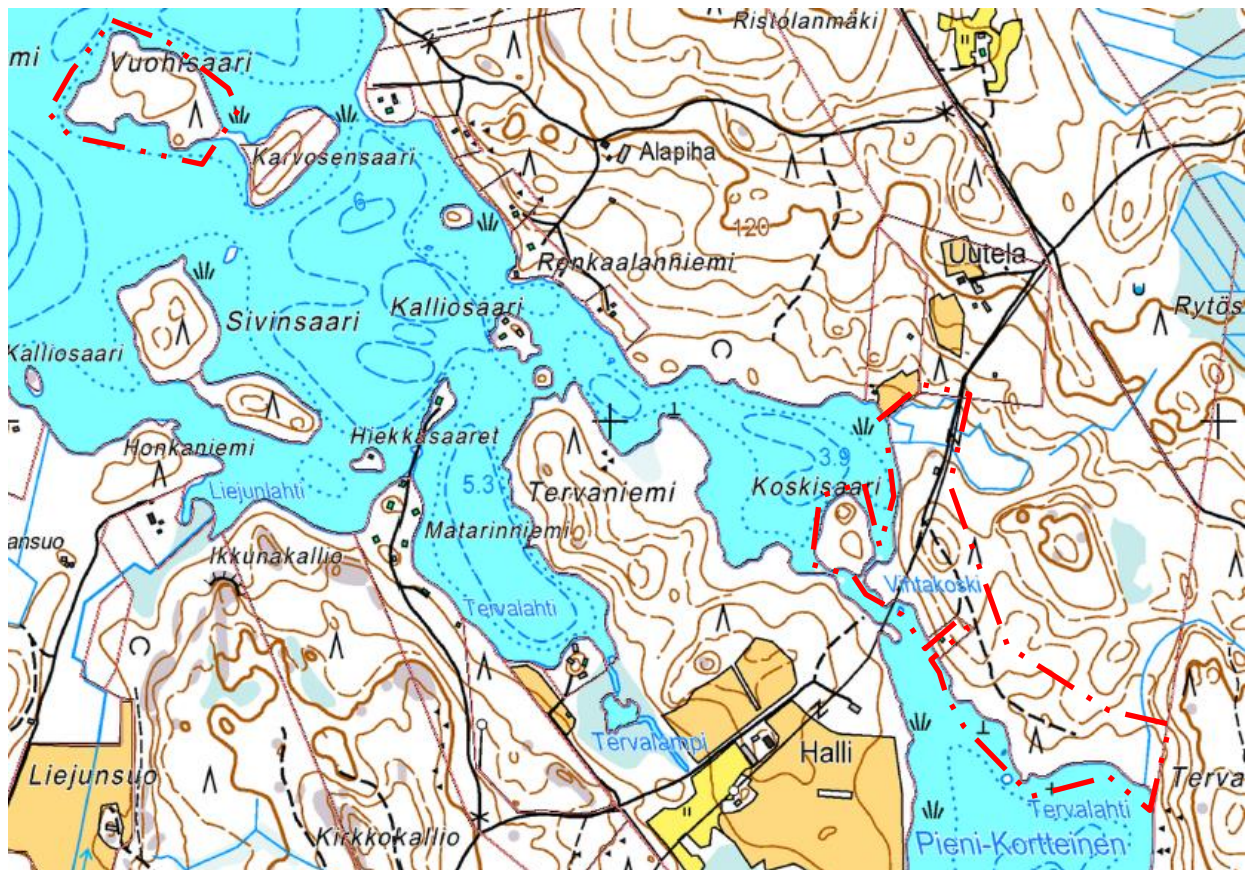 Ristolanmäki
mi
Vuohisaari
Karvosensaari
Alapiha
6
120
Uutela
Renkaalanniemi
Kalliosaari
Sivinsaari
Rytös
Kalliosaari
Honkaniemi
Hiekkasaaret
3.9
Koskisaari
5.3
Tervaniemi
Liejunlahti
Matarinniemi
ansuo
Ikkunakallio
Vihtakoski
Tervalahti
Tervalampi
Halli
Liejunsuo
Terva
Tervalahti
Kirkkokallio
Pieni-Kortteinen